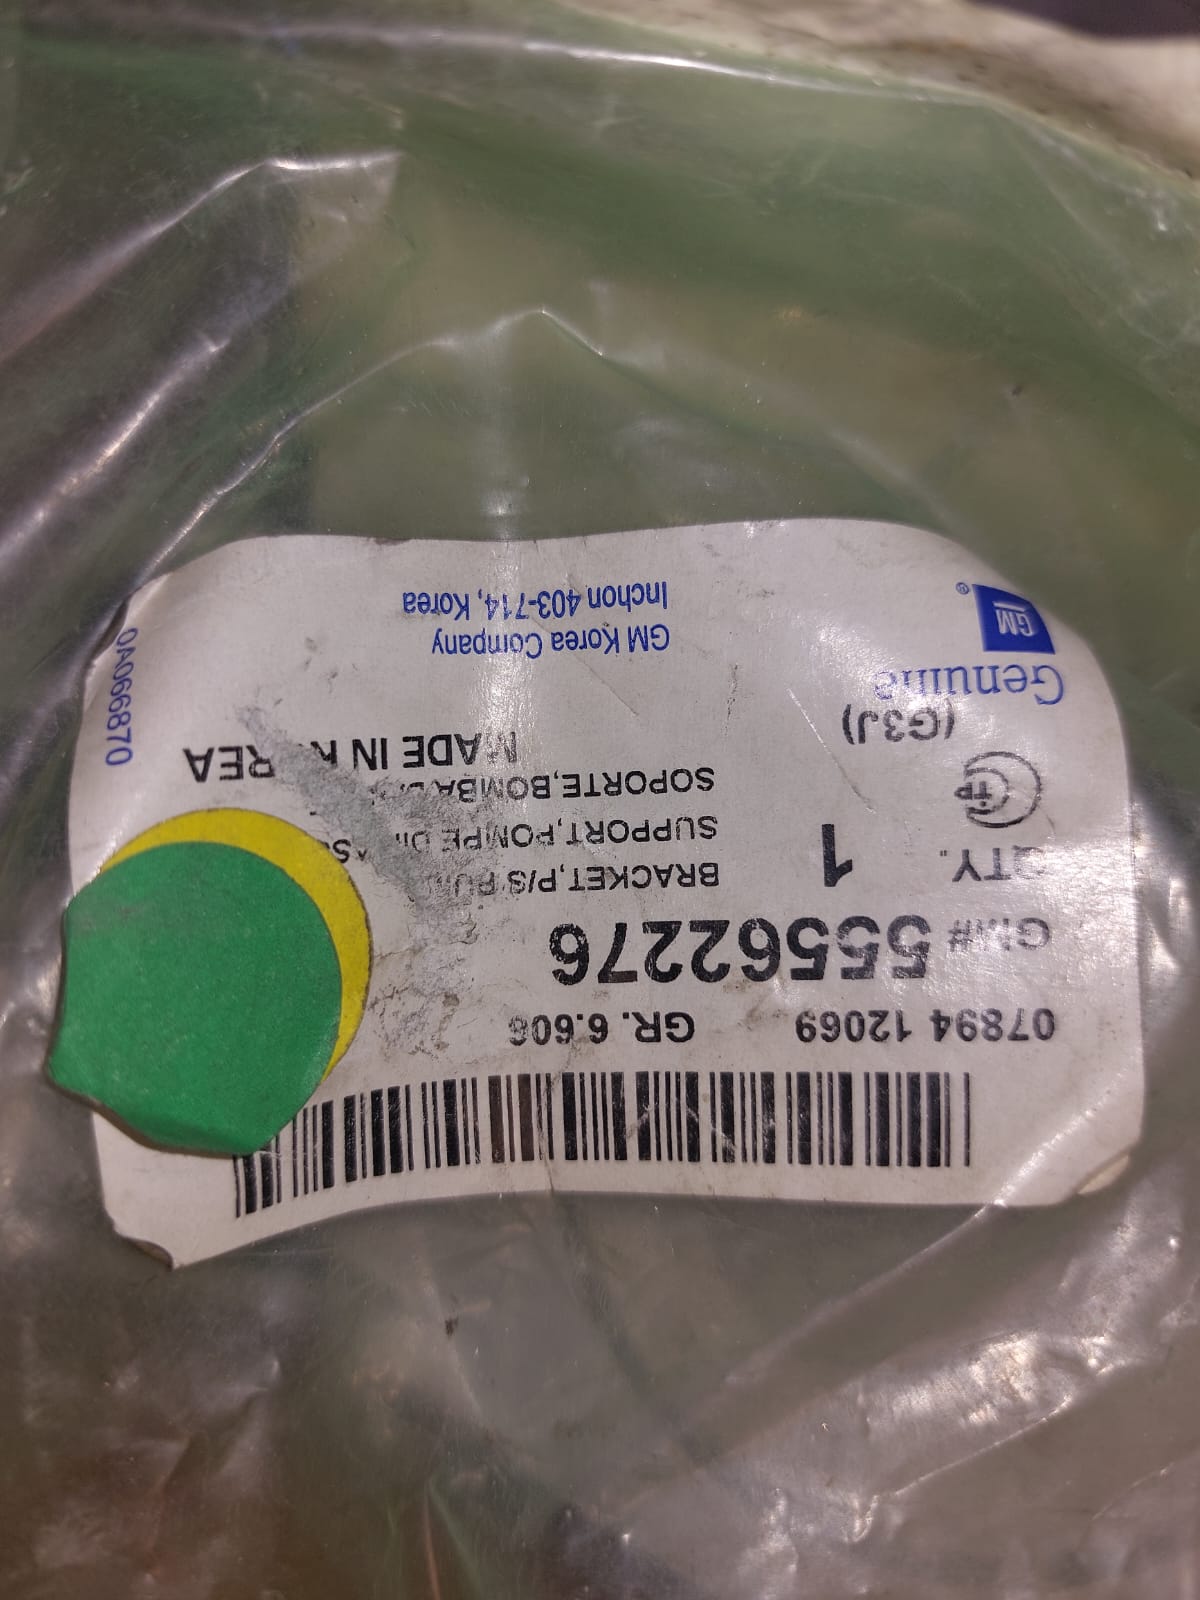 07894 12069 GR. 6.606
GM# 55562276
QTY. 1 BRACKET,P/S
SUPPORT,POMPE
SOPORTE,BOMBA
(G3J) MADE IN
Genuine
GM
GM Korea Company
Inchon 403-714, Korea
0A066870